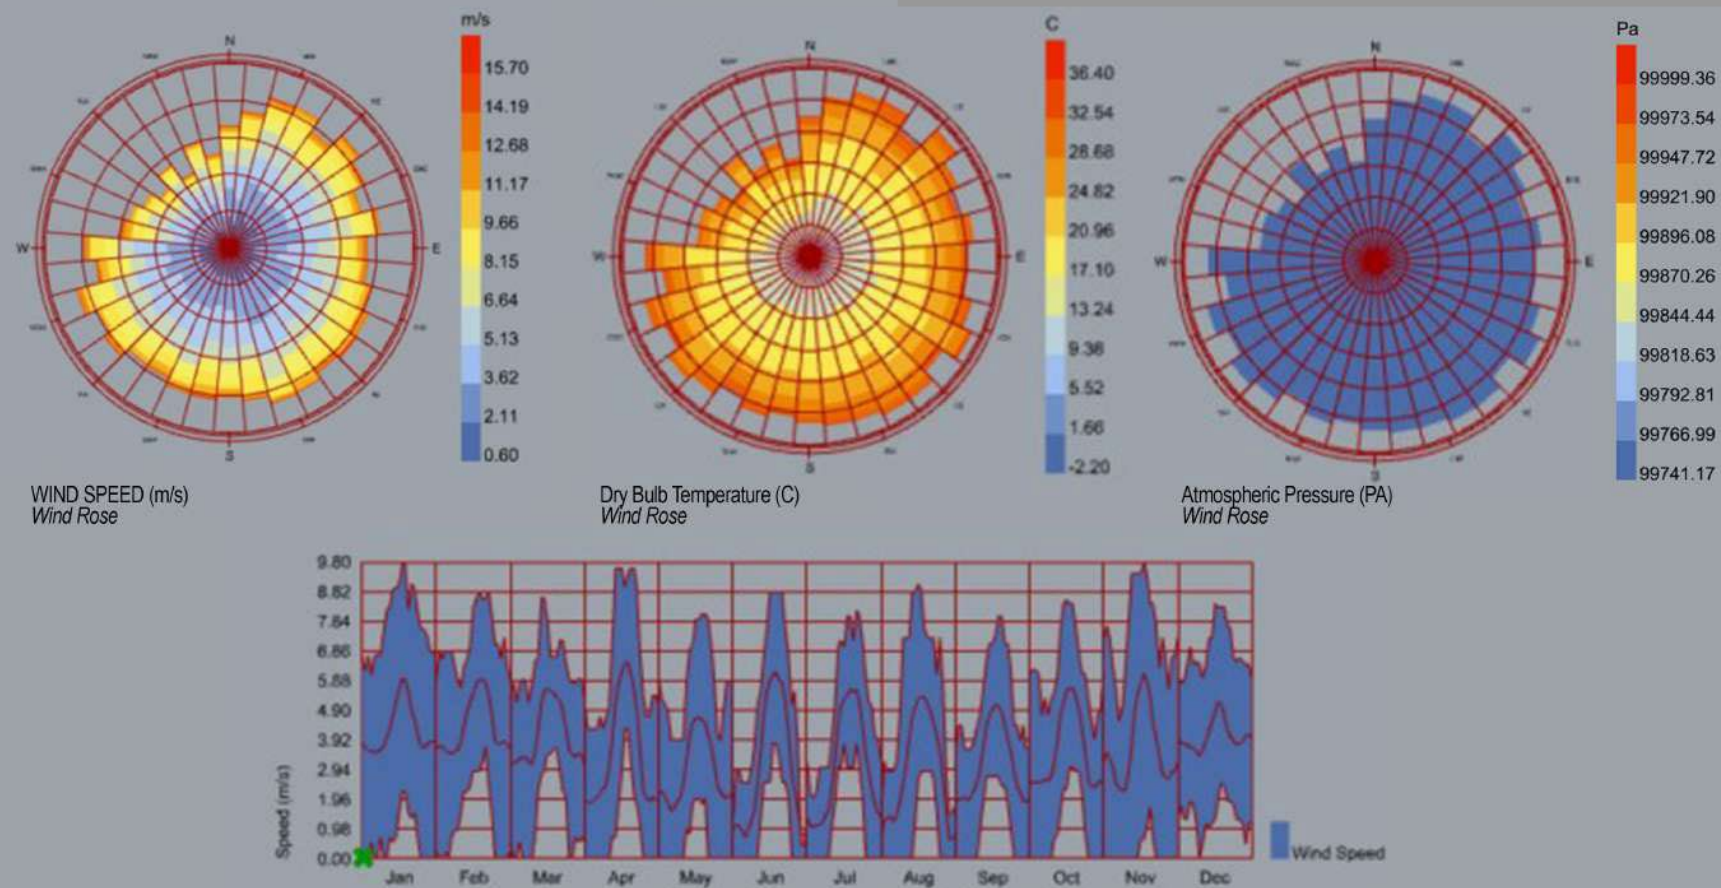 m/s
N
W
E
S
15.70
14.19
12.68
11.17
9.66
8.15
6.64
5.13
3.62
2.11
0.60
WIND SPEED (m/s)
Wind Rose
C
N
W
E
S
36.40
32.54
28.68
24.82
20.96
17.10
13.24
9.38
5.52
1.66
-2.20
Dry Bulb Temperature (C)
Wind Rose
Pa
N
W
E
S
99999.36
99973.54
99947.72
99921.90
99896.08
99870.26
99844.44
99818.63
99792.81
99766.99
99741.17
Atmospheric Pressure (PA)
Wind Rose
Speed (m/s)
9.80
8.82
7.84
6.86
5.88
4.90
3.92
2.94
1.96
0.98
0.00
Jan Feb Mar Apr May Jun Jul Aug Sep Oct Nov Dec
Wind Speed